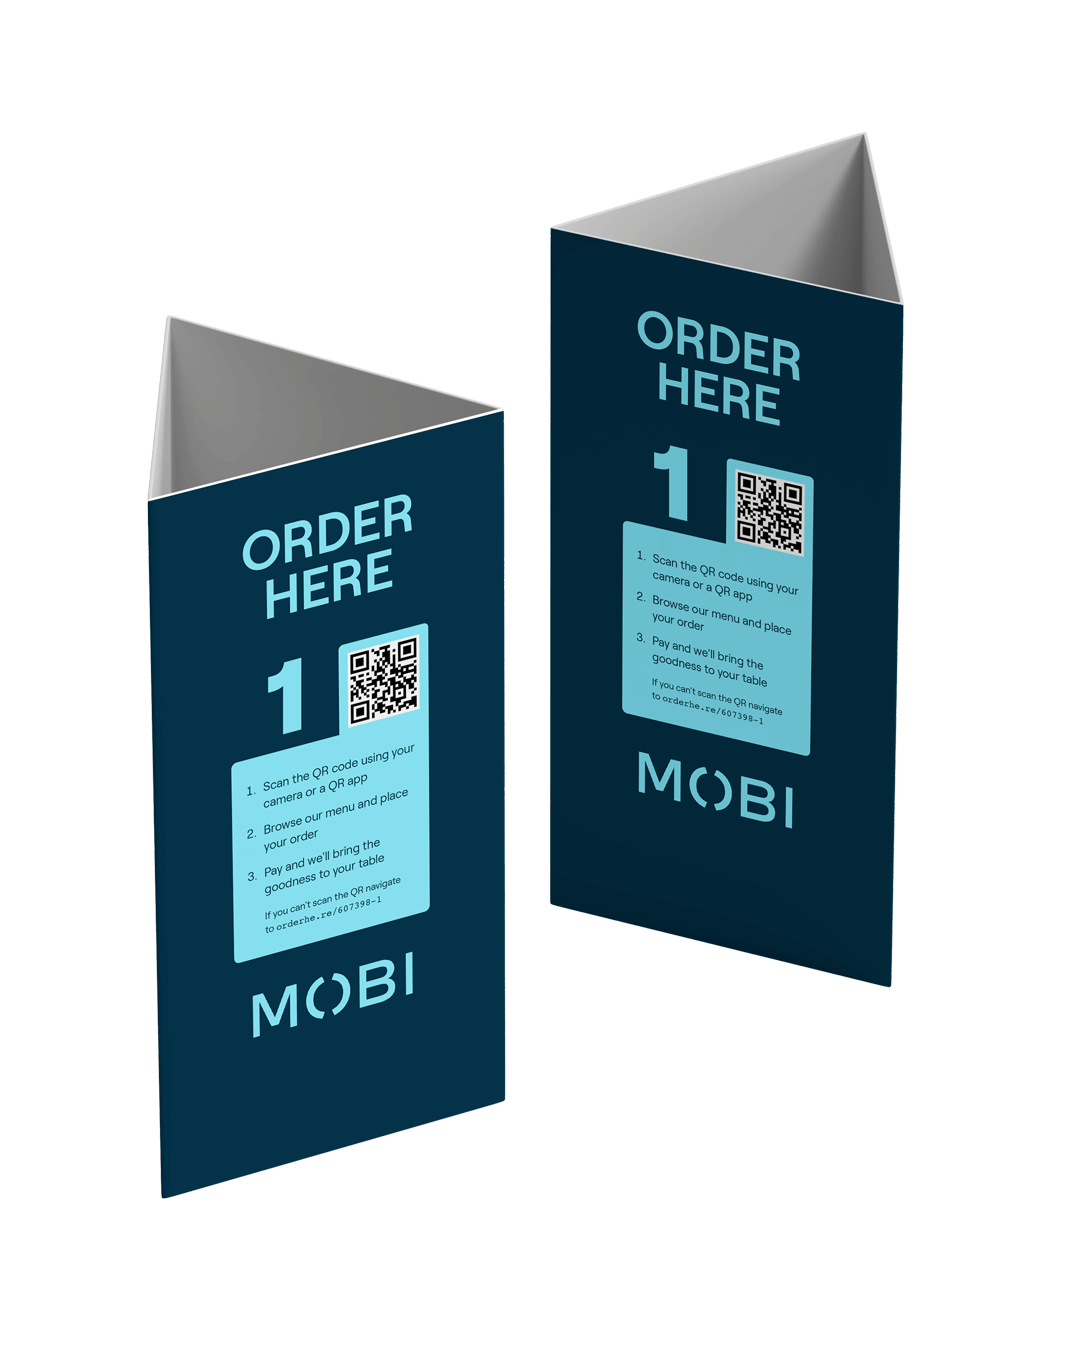 ORDER
HERE
1
1. Scan the QR code using your
camera or a QR app
2. Browse our menu and place
your order
3. Pay and we'll bring the
goodness to your table
If you can't scan the QR navigate
to orderhe.re/607398-1
MOBI
ORDER
HERE
1
1. Scan the QR code using your
camera or a QR app
2. Browse our menu and place
your order
3. Pay and we'll bring the
goodness to your table
If you can't scan the QR navigate
to orderhe.re/607398-1
MOBI